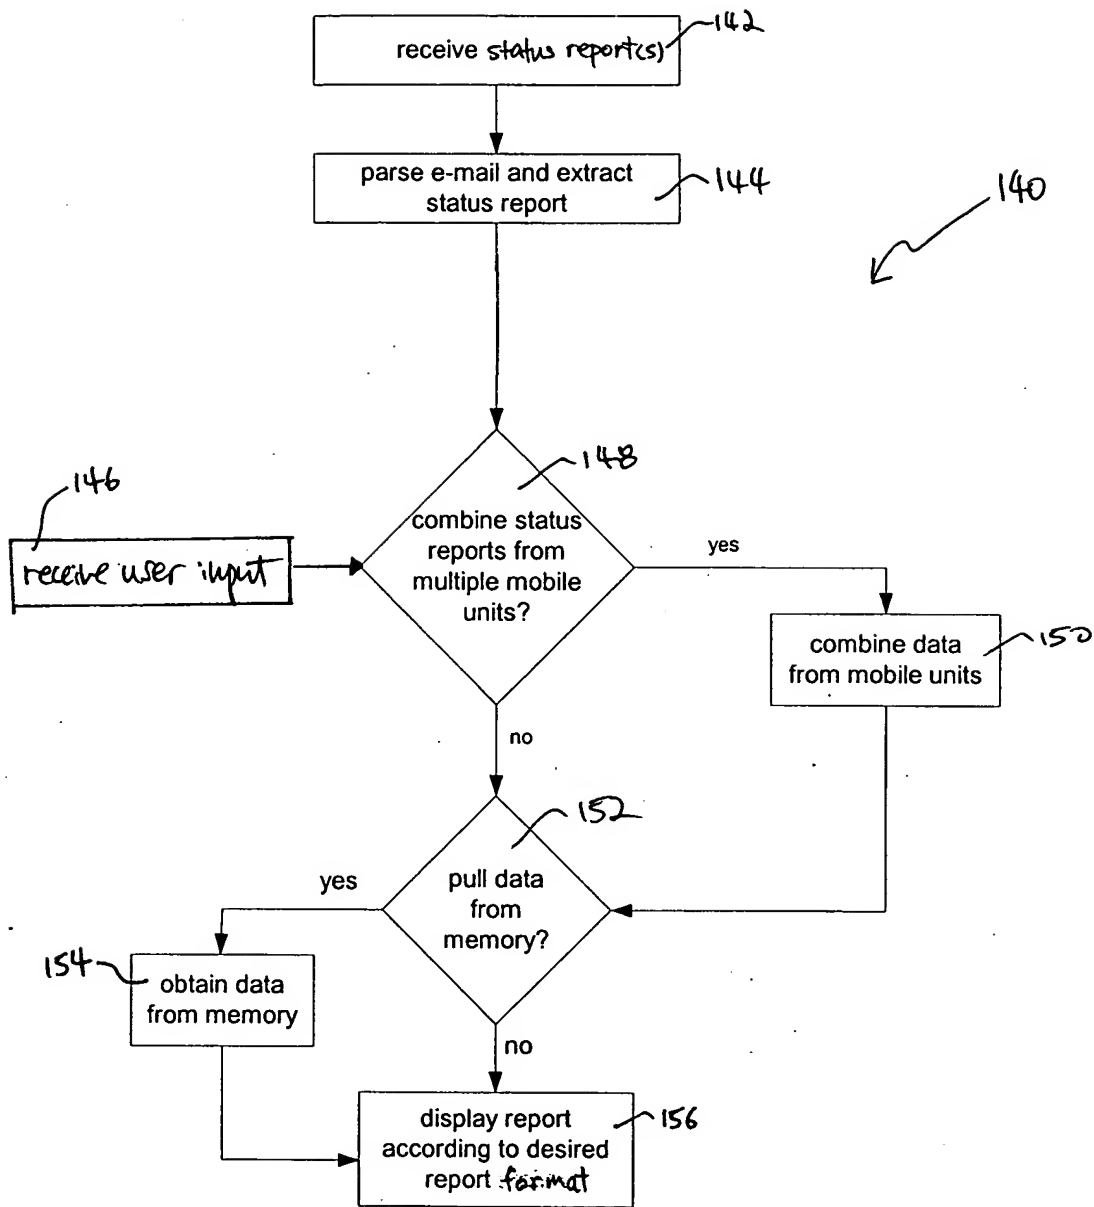 142
receive status report(s)
parse e-mail and extract
status report
144
140
148
146
combine status
reports from
multiple mobile
units?
yes
receive user input
combine data
from mobile units
150
no
152
yes
pull data
from
memory?
154
obtain data
from memory
no
display report
according to desired
report format
156